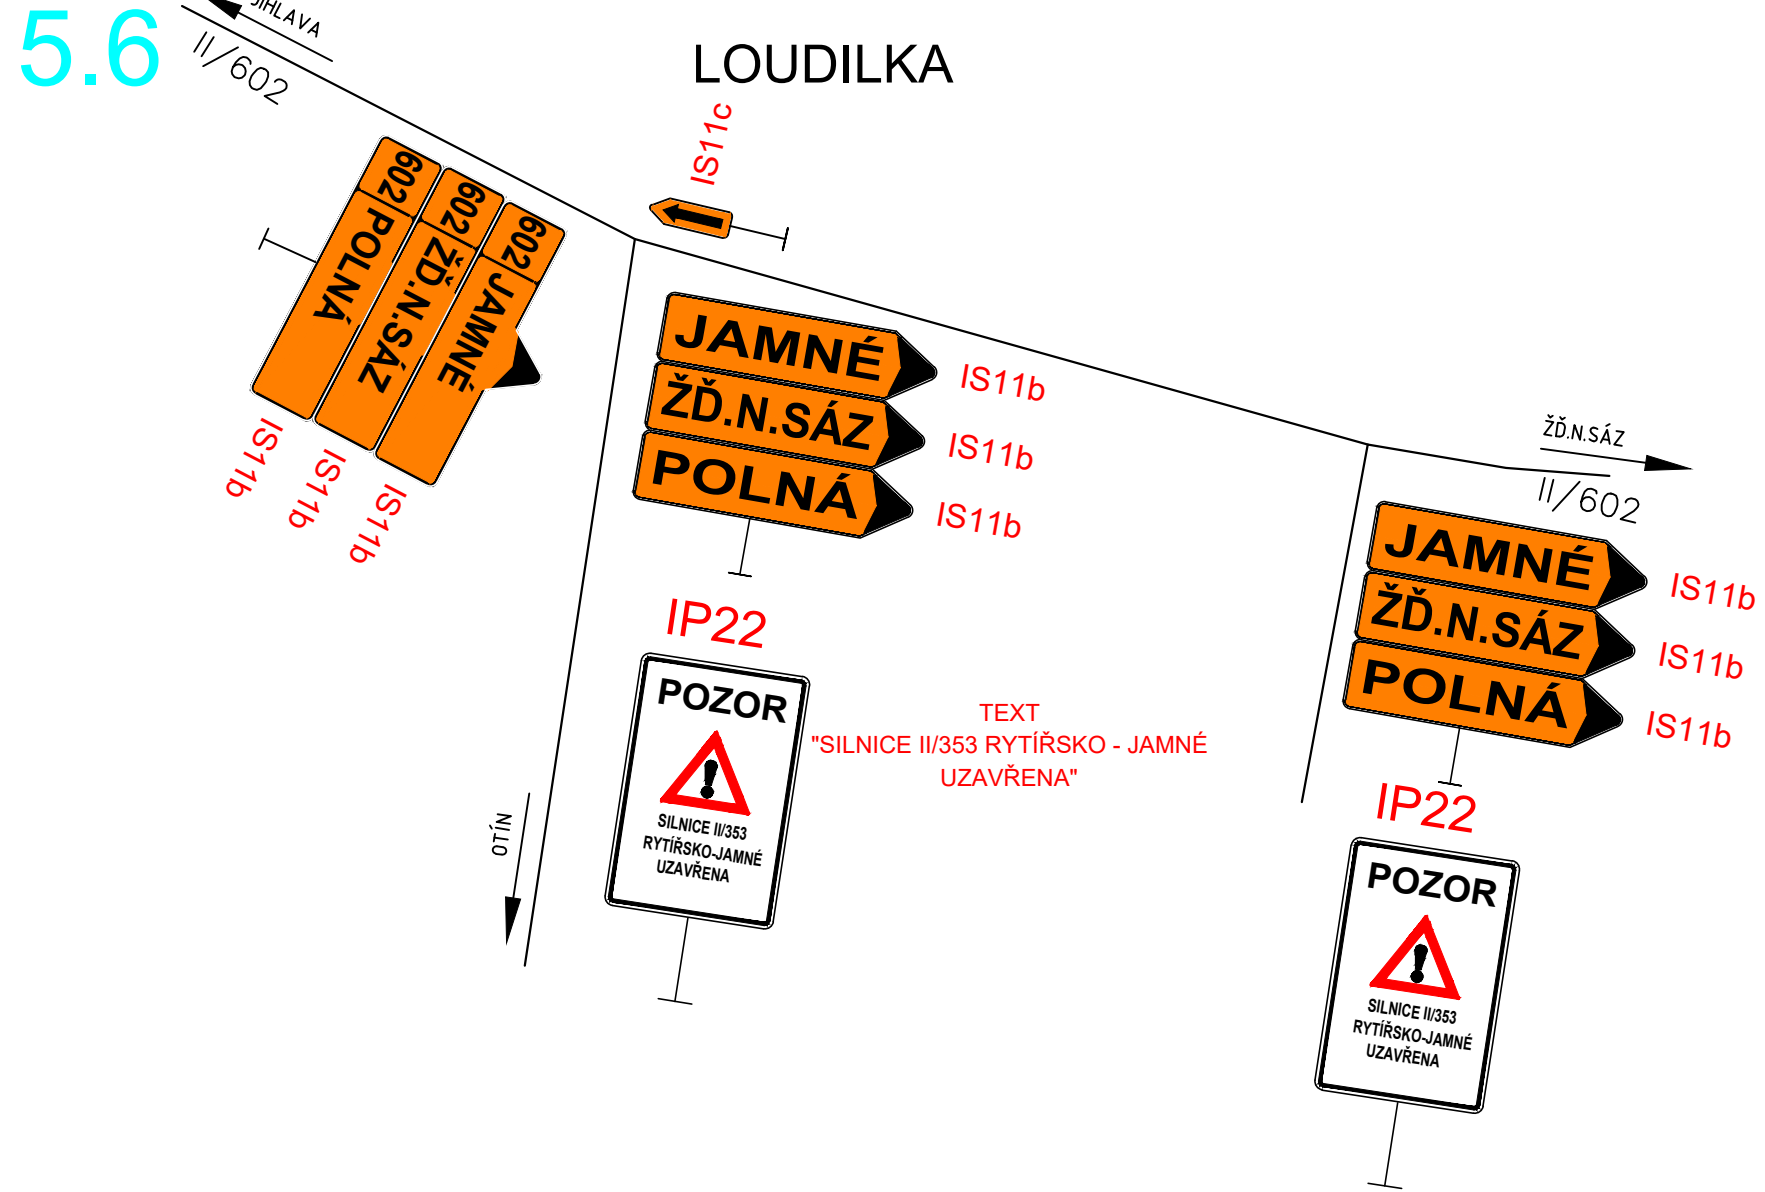 5.6
JIHLAVA
II/602
LOUDILKA
IS11c
602 POLNÁ
602 ŽĎ.N.SÁZ
602 JAMNÉ
IS11b
IS11b
IS11b
JAMNÉ
IS11b
ŽĎ.N.SÁZ
IS11b
POLNÁ
IS11b
ŽĎ.N.SÁZ
II/602
JAMNÉ
IS11b
ŽĎ.N.SÁZ
IS11b
POLNÁ
IS11b
IP22
POZOR
SILNICE II/353
RYTÍŘSKO-JAMNÉ
UZAVŘENA
TEXT
"SILNICE II/353 RYTÍŘSKO - JAMNÉ
UZAVŘENA"
OTÍN
IP22
POZOR
SILNICE II/353
RYTÍŘSKO-JAMNÉ
UZAVŘENA